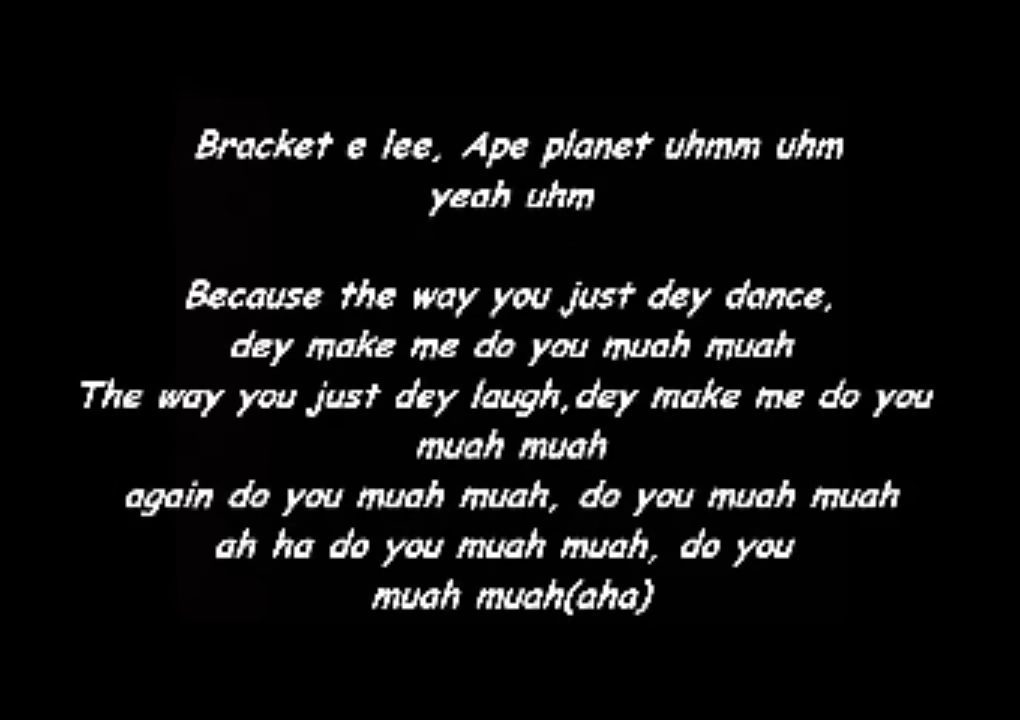 Bracket e lee, Ape planet uhmm uhm
yeah uhm
Because the way you just dey dance,
dey make me do you muah muah
The way you just dey laugh,dey make me do you
muah muah
again do you muah muah, do you muah muah
ah ha do you muah muah, do you
muah muah(aha)